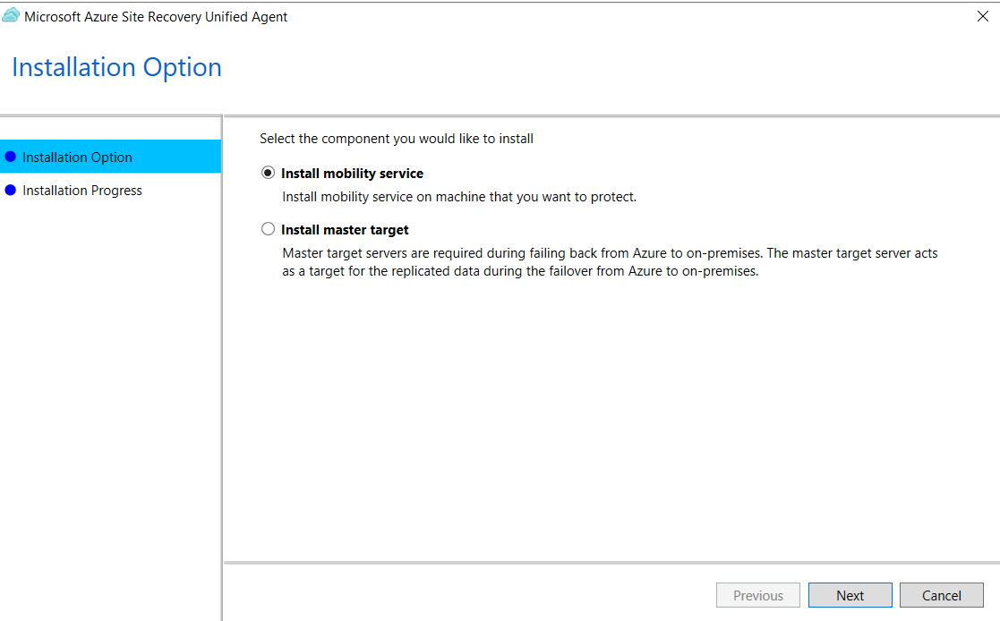 Microsoft Azure Site Recovery Unified Agent
Installation Option
Installation Option
Installation Progress
Select the component you would like to install
Install mobility service
Install mobility service on machine that you want to protect.
Install master target
Master target servers are required during failing back from Azure to on-premises. The master target server acts
as a target for the replicated data during the failover from Azure to on-premises.
Previous
Next
Cancel